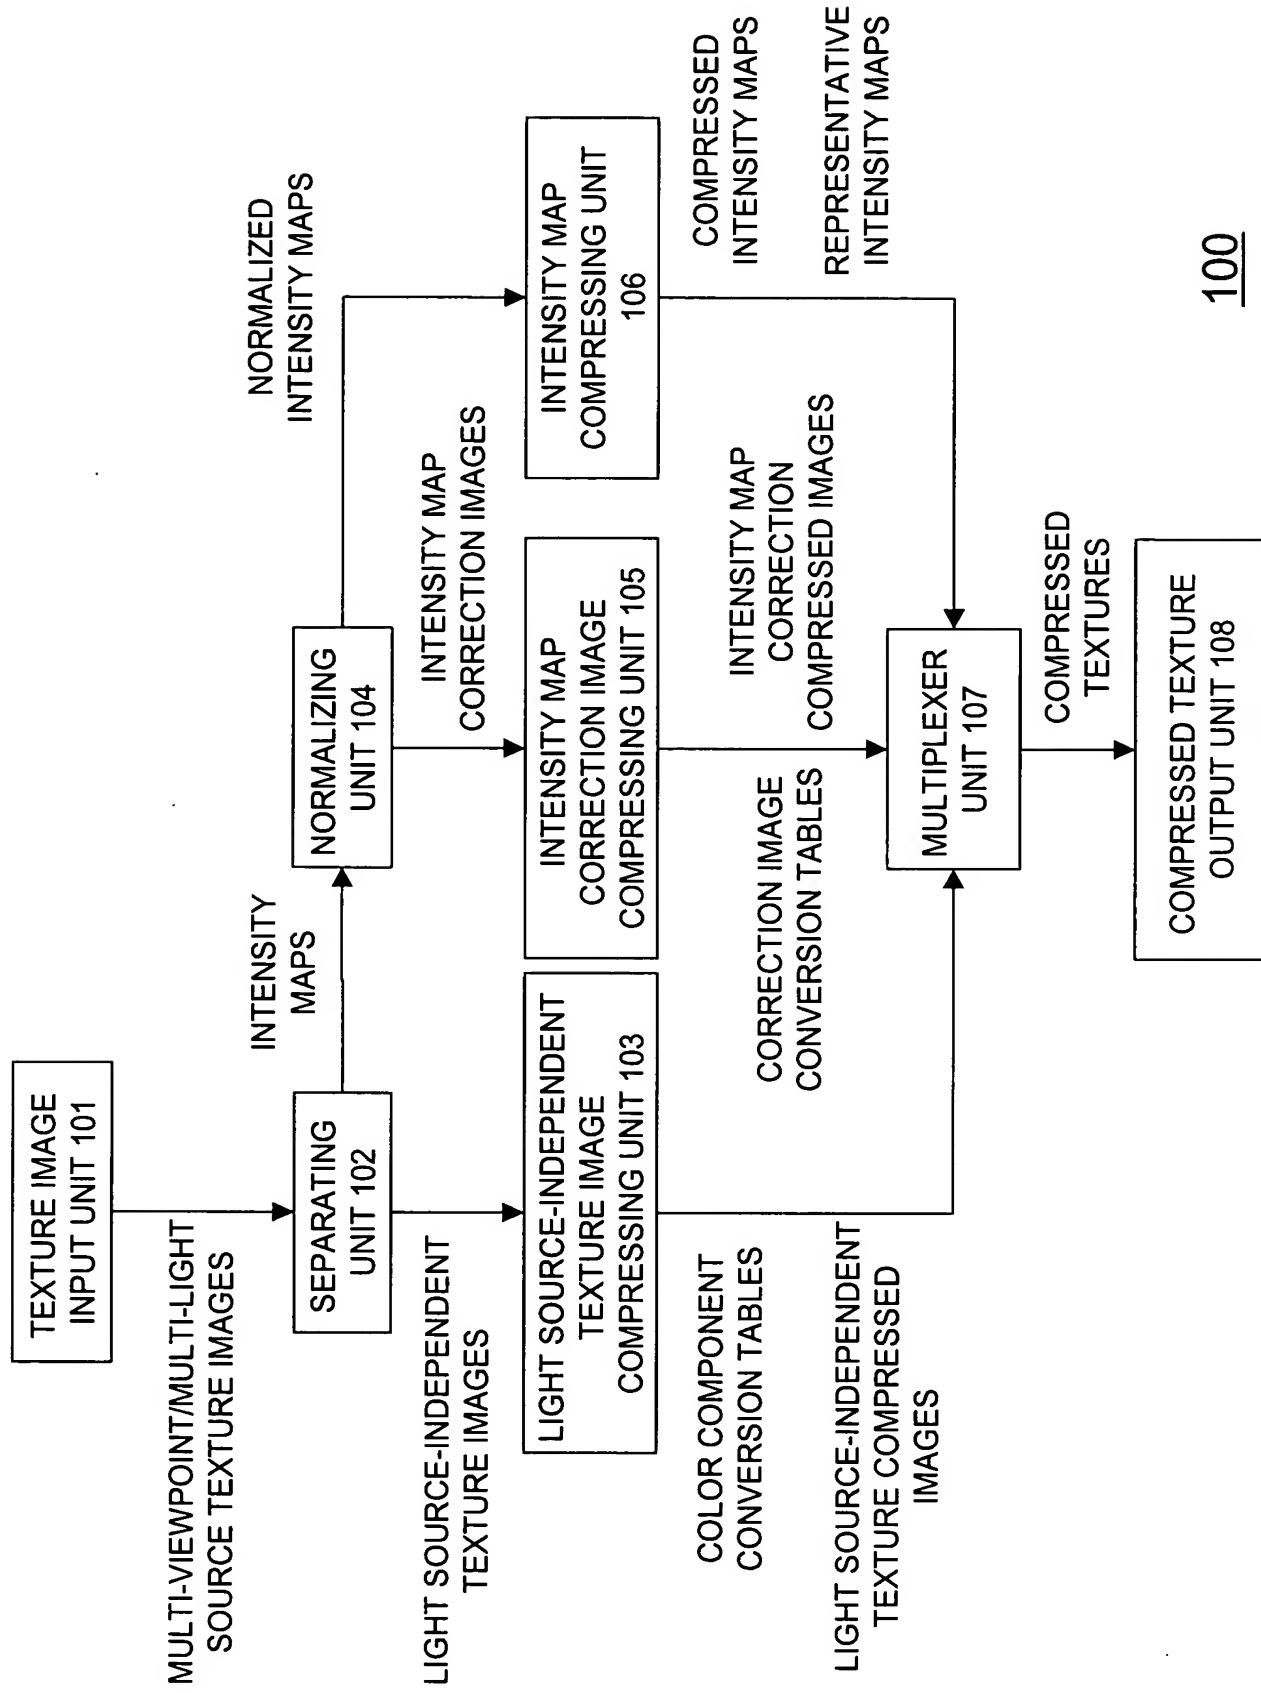 TEXTURE IMAGE
INPUT UNIT 101
MULTI-VIEWPOINT/MULTI-LIGHT
SOURCE TEXTURE IMAGES
SEPARATING
UNIT 102
INTENSITY
MAPS
NORMALIZING
UNIT 104
NORMALIZED
INTENSITY MAPS
LIGHT SOURCE-INDEPENDENT
TEXTURE IMAGES
INTENSITY MAP
CORRECTION IMAGES
LIGHT SOURCE-INDEPENDENT
TEXTURE IMAGE
COMPRESSING UNIT 103
INTENSITY MAP
CORRECTION IMAGE
COMPRESSING UNIT 105
INTENSITY MAP
COMPRESSING UNIT
106
COLOR COMPONENT
CONVERSION TABLES
LIGHT SOURCE-INDEPENDENT
TEXTURE COMPRESSED
IMAGES
CORRECTION IMAGE
CONVERSION TABLES
INTENSITY MAP
CORRECTION
COMPRESSED IMAGES
COMPRESSED
INTENSITY MAPS
REPRESENTATIVE
INTENSITY MAPS
MULTIPLEXER
UNIT 107
COMPRESSED
TEXTURES
COMPRESSED TEXTURE
OUTPUT UNIT 108
100